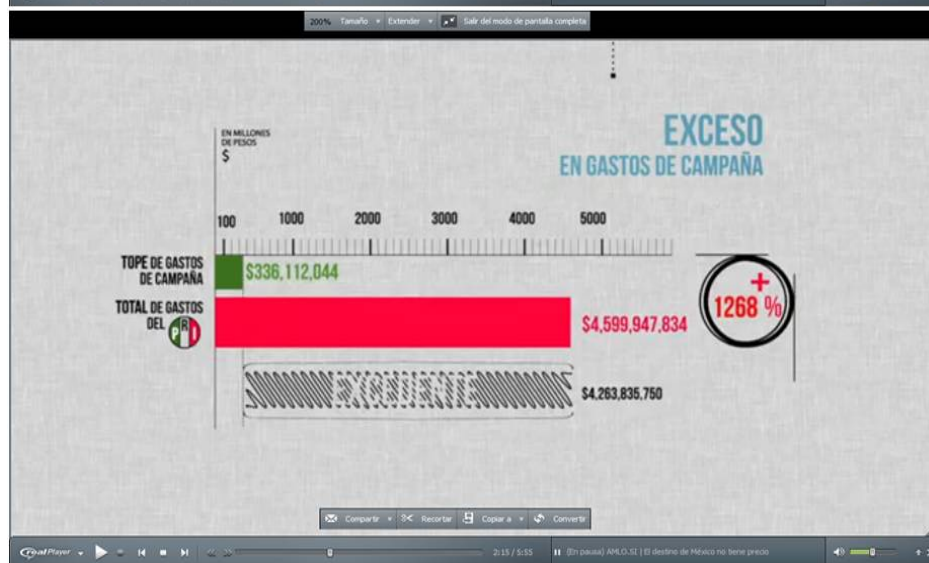 200% Tamaño Extender Salir del modo de pantalla completa
EXCESO
EN GASTOS DE CAMPAÑA
EN MILLONES
DE PESOS
$
100 1000 2000 3000 4000 5000
TOPE DE GASTOS
DE CAMPAÑA
$336,112,044
TOTAL DE GASTOS
DEL PRI
$4,599,947,834
+
1268 %
EXCEDENTE
$4,263,835,750
Compartir Recortar Copiar a Convertir
RealPlayer
2:15 / 5:55
(En pausa) AMLO.SI | El destino de México no tiene precio